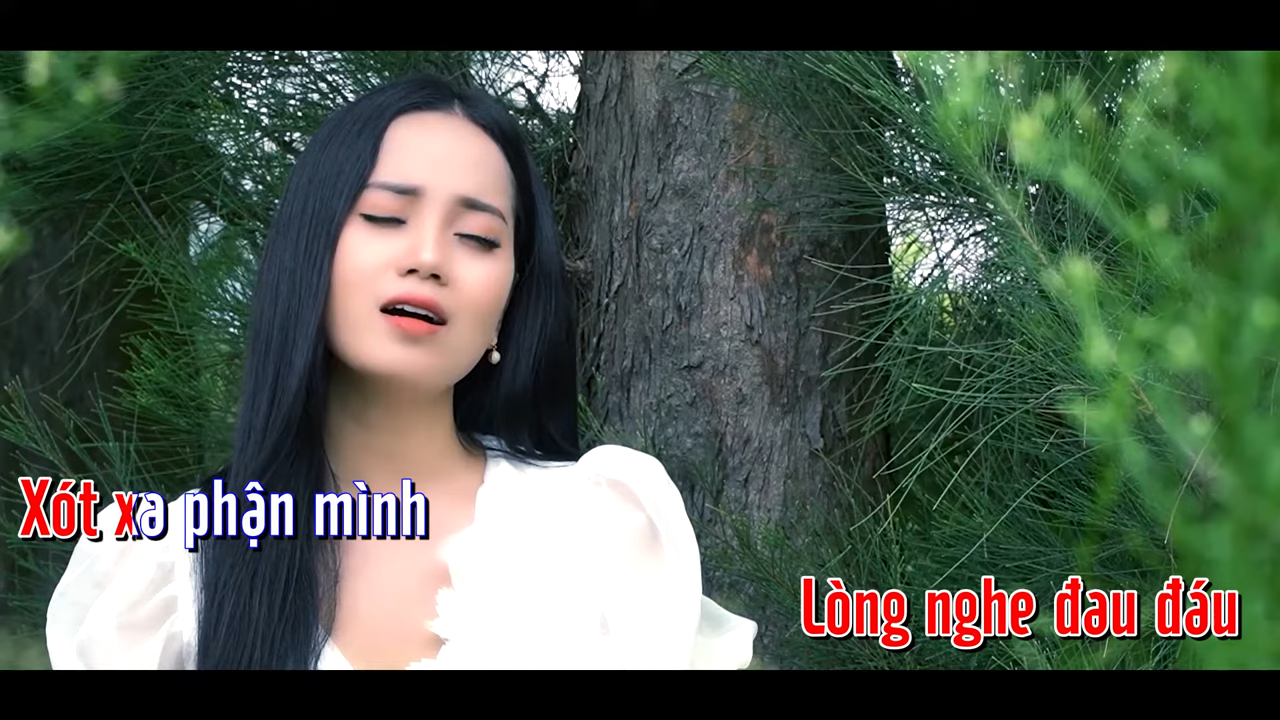 Xót xa phận mình
Lòng nghe đau đáu